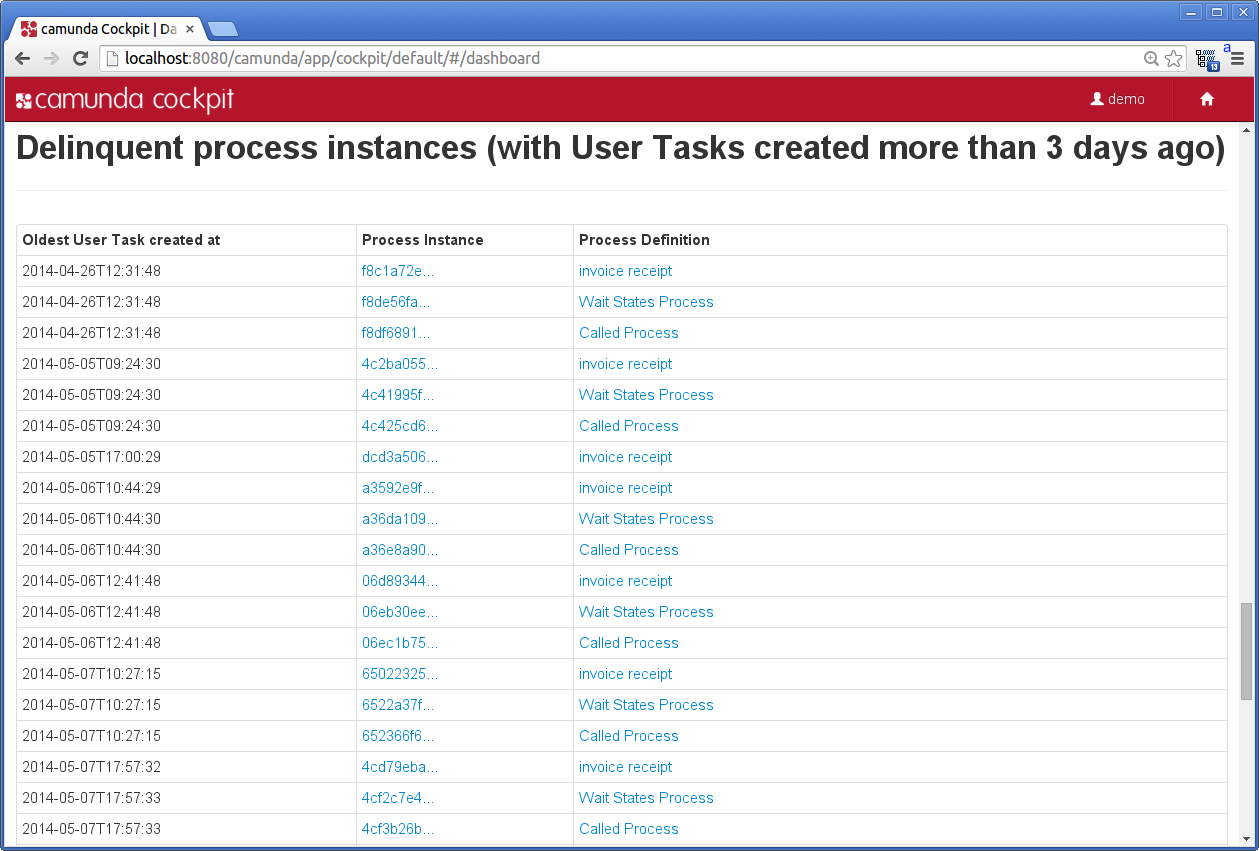 camunda Cockpit | Da
a
localhost:8080/camunda/app/cockpit/default/#/dashboard
19
camunda cockpit
demo
Delinquent process instances (with User Tasks created more than 3 days ago)
Oldest User Task created at Process Instance Process Definition
2014-04-26T12:31:48 f8c1a72e... invoice receipt
2014-04-26T12:31:48 f8de56fa... Wait States Process
2014-04-26T12:31:48 f8df6891... Called Process
2014-05-05T09:24:30 4c2ba055... invoice receipt
2014-05-05T09:24:30 4c41995f... Wait States Process
2014-05-05T09:24:30 4c425cd6... Called Process
2014-05-05T17:00:29 dcd3a506... invoice receipt
2014-05-06T10:44:29 a3592e9f... invoice receipt
2014-05-06T10:44:30 a36da109... Wait States Process
2014-05-06T10:44:30 a36e8a90... Called Process
2014-05-06T12:41:48 06d89344... invoice receipt
2014-05-06T12:41:48 06eb30ee... Wait States Process
2014-05-06T12:41:48 06ec1b75... Called Process
2014-05-07T10:27:15 65022325... invoice receipt
2014-05-07T10:27:15 6522a37f... Wait States Process
2014-05-07T10:27:15 652366f6... Called Process
2014-05-07T17:57:32 4cd79eba... invoice receipt
2014-05-07T17:57:33 4cf2c7e4... Wait States Process
2014-05-07T17:57:33 4cf3b26b... Called Process